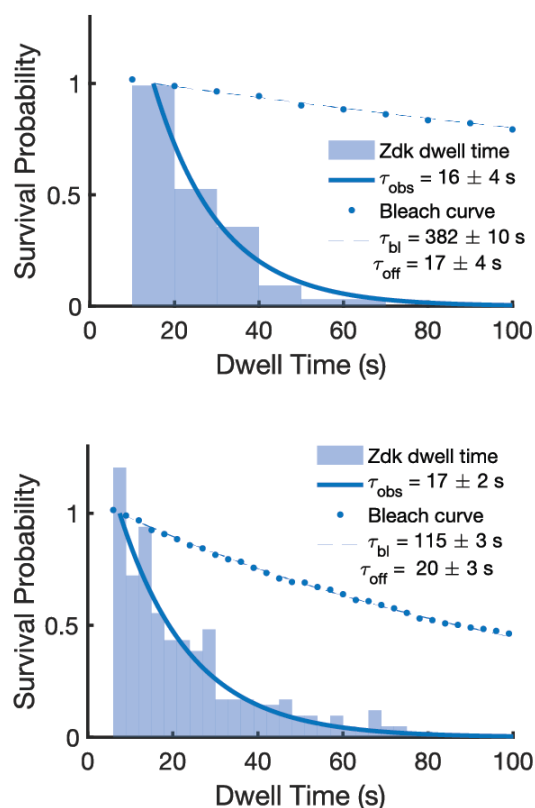 Survival Probability
1
0.5
0
Zdk dwell time
τobs = 16 ± 4 s
Bleach curve
τbl = 382 ± 10 s
τoff = 17 ± 4 s
0 20 40 60 80 100
Dwell Time (s)
Survival Probability
1
0.5
0
Zdk dwell time
τobs = 17 ± 2 s
Bleach curve
τbl = 115 ± 3 s
τoff = 20 ± 3 s
0 20 40 60 80 100
Dwell Time (s)